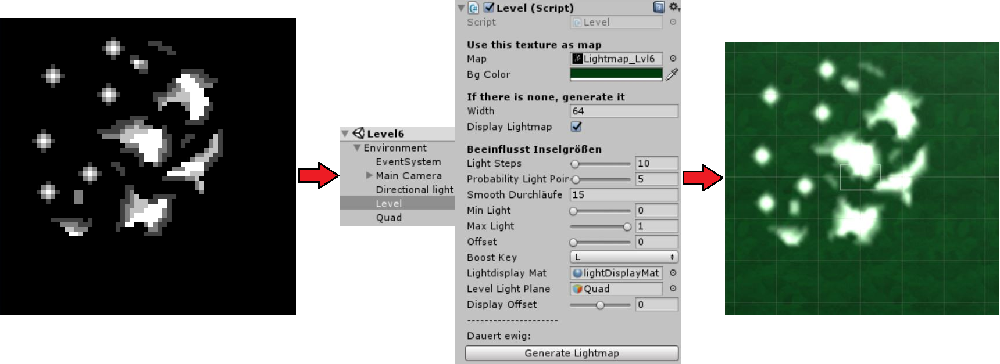 Level6
Environment
EventSystem
Main Camera
Directional light
Level
Quad
Level (Script)
Script Level
Use this texture as map
Map Lightmap_Lvl6
Bg Color
If there is none, generate it
Width 64
Display Lightmap
Beeinflusst Inselgrößen
Light Steps 10
Probability Light Poir 5
Smooth Durchläufe 15
Min Light 0
Max Light 1
Offset 0
Boost Key L
Lightdisplay Mat lightDisplayMat
Level Light Plane Quad
Display Offset 0
---------------------
Dauert ewig:
Generate Lightmap